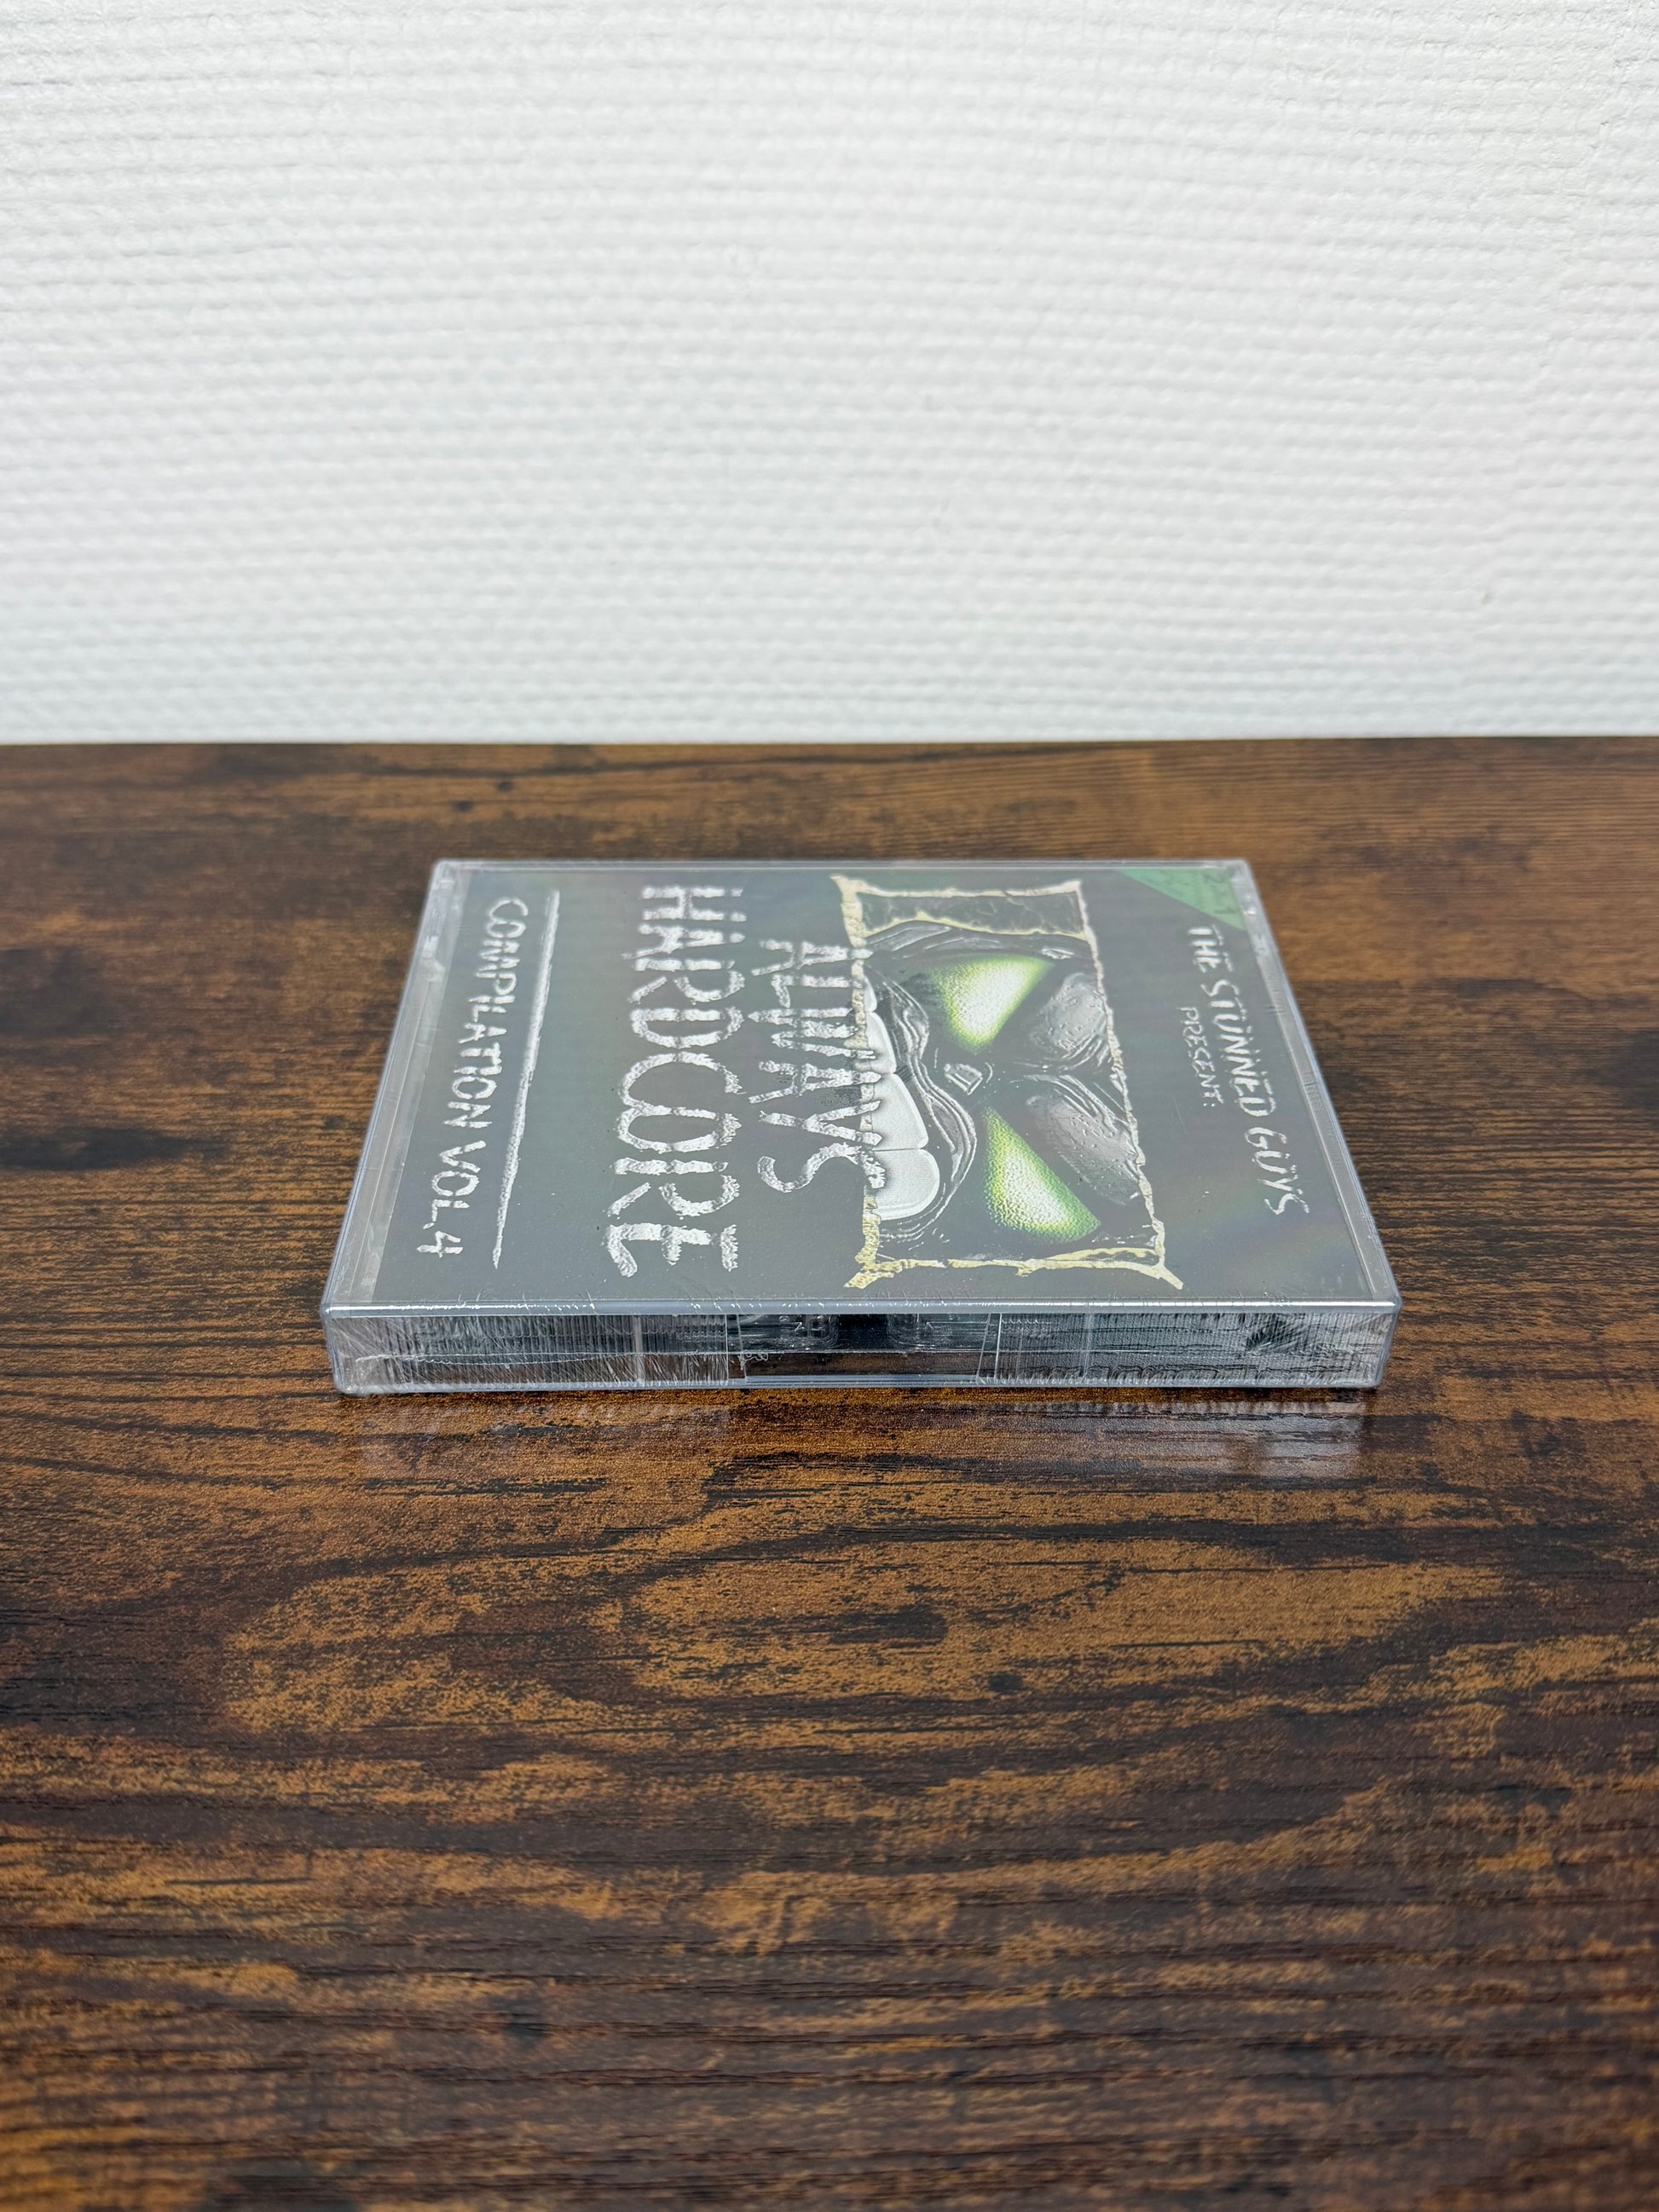 THE STUNNED GUYS
PRESENT:
ALWAYS
HARDCORE
COMPILATION VOL. 4